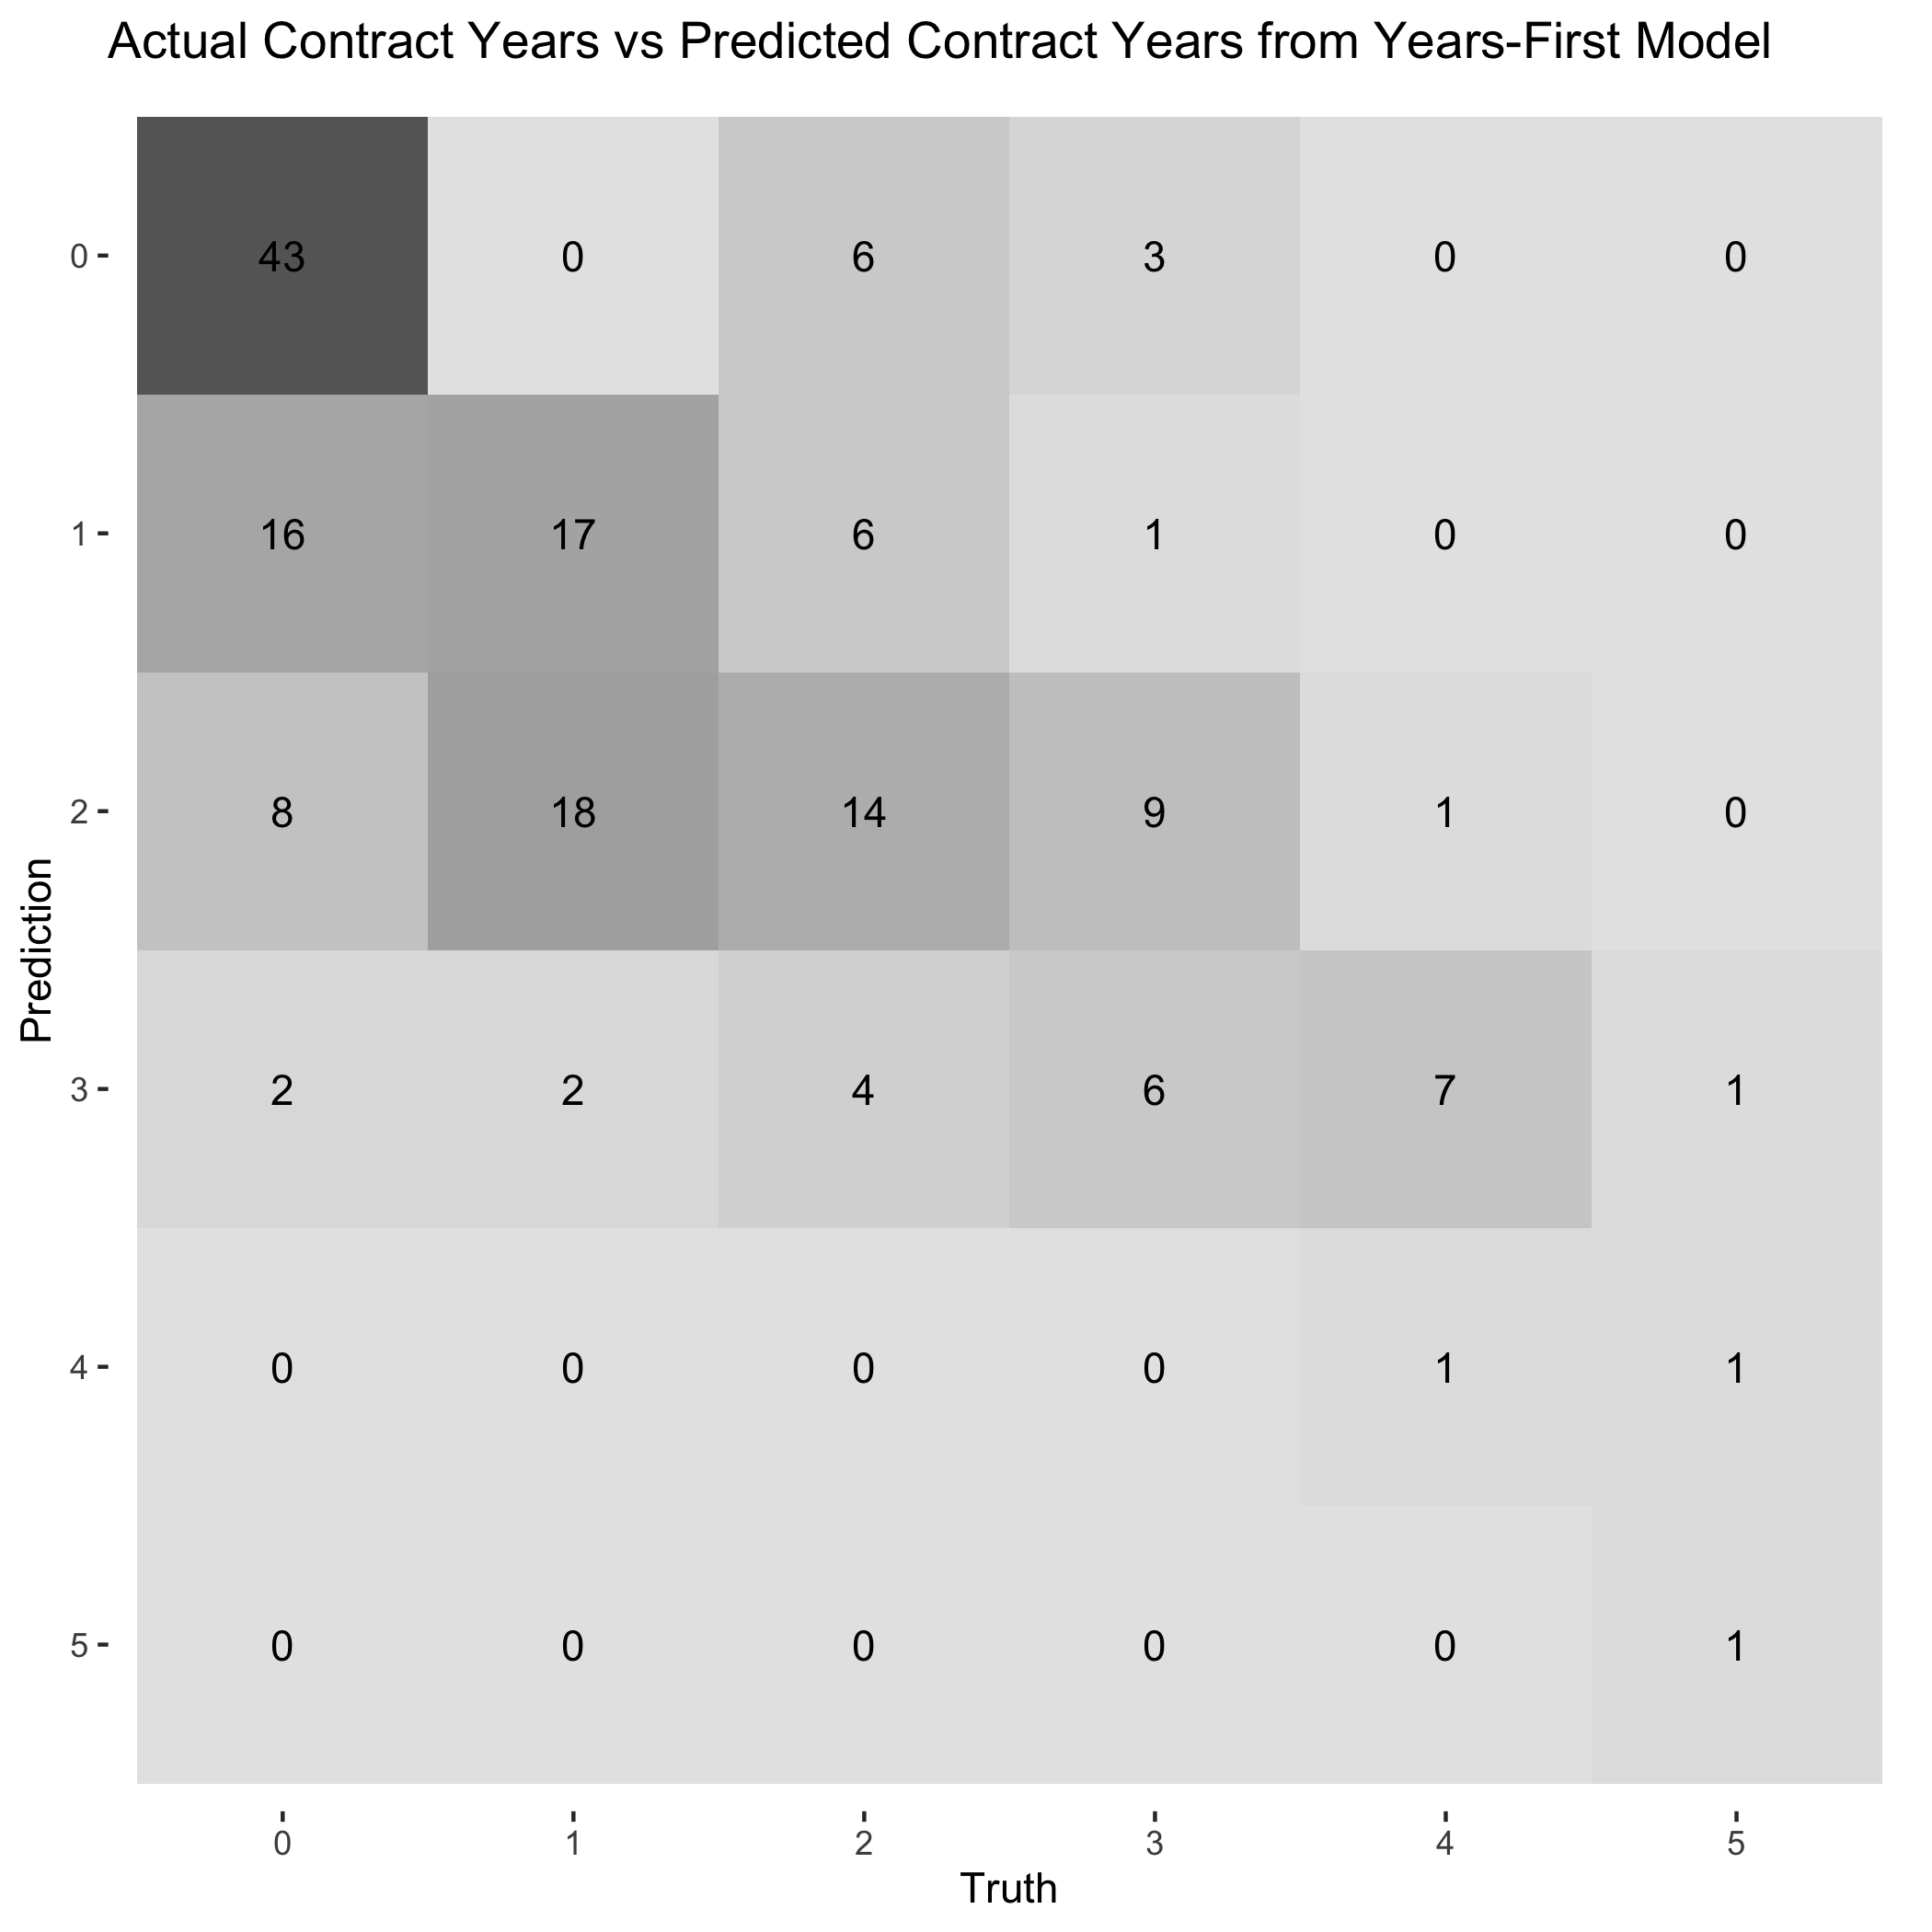 Actual Contract Years vs Predicted Contract Years from Years-First Model
0 43 0 6 3 0 0
1 16 17 6 1 0 0
2 8 18 14 9 1 0
Prediction
3 2 2 4 6 7 1
4 0 0 0 0 1 1
5 0 0 0 0 0 1
0 1 2 3 4 5
Truth